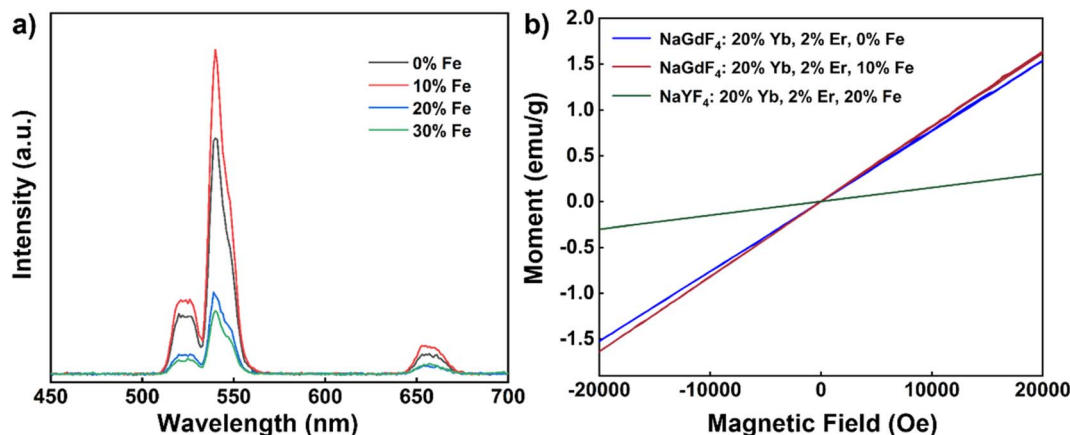 a)
Intensity (a.u.)
0% Fe
10% Fe
20% Fe
30% Fe
450 500 550 600 650 700
Wavelength (nm)
b)
Moment (emu/g)
2.0
1.5
1.0
0.5
0.0
-0.5
-1.0
-1.5
NaGdF₄: 20% Yb, 2% Er, 0% Fe
NaGdF₄: 20% Yb, 2% Er, 10% Fe
NaYF₄: 20% Yb, 2% Er, 20% Fe
-20000 -10000 0 10000 20000
Magnetic Field (Oe)